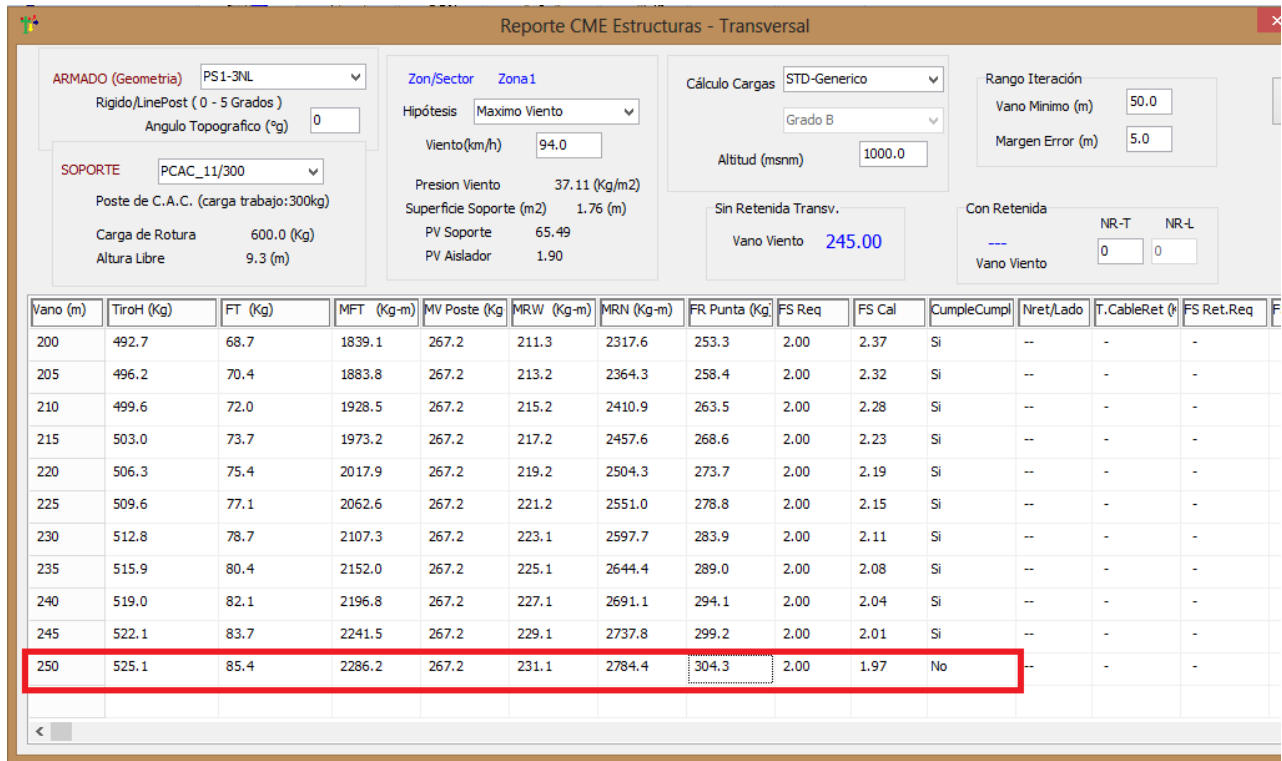 Reporte CME Estructuras - Transversal
ARMADO (Geometria) PS1-3NL
Rigido/LinePost ( 0 - 5 Grados )
Angulo Topografico (ºg) 0
SOPORTE PCAC_11/300
Poste de C.A.C. (carga trabajo:300kg)
Carga de Rotura 600.0 (Kg)
Altura Libre 9.3 (m)
Zon/Sector Zona1
Hipótesis Maximo Viento
Viento(km/h) 94.0
Presion Viento 37.11 (Kg/m2)
Superficie Soporte (m2) 1.76 (m)
PV Soporte 65.49
PV Aislador 1.90
Cálculo Cargas STD-Generico
Grado B
Altitud (msnm) 1000.0
Sin Retenida Transv.
Vano Viento 245.00
Rango Iteración
Vano Minimo (m) 50.0
Margen Error (m) 5.0
Con Retenida
NR-T NR-L
---
0 0
Vano Viento
Vano (m) TiroH (Kg) FT (Kg) MFT (Kg-m) MV Poste (Kg MRW (Kg-m) MRN (Kg-m) FR Punta (Kg) FS Req FS Cal CumpleCumpl Nret/Lado T.CableRet (K FS Ret.Req F
200 492.7 68.7 1839.1 267.2 211.3 2317.6 253.3 2.00 2.37 Si -- - -
205 496.2 70.4 1883.8 267.2 213.2 2364.3 258.4 2.00 2.32 Si -- - -
210 499.6 72.0 1928.5 267.2 215.2 2410.9 263.5 2.00 2.28 Si -- - -
215 503.0 73.7 1973.2 267.2 217.2 2457.6 268.6 2.00 2.23 Si -- - -
220 506.3 75.4 2017.9 267.2 219.2 2504.3 273.7 2.00 2.19 Si -- - -
225 509.6 77.1 2062.6 267.2 221.2 2551.0 278.8 2.00 2.15 Si -- - -
230 512.8 78.7 2107.3 267.2 223.1 2597.7 283.9 2.00 2.11 Si -- - -
235 515.9 80.4 2152.0 267.2 225.1 2644.4 289.0 2.00 2.08 Si -- - -
240 519.0 82.1 2196.8 267.2 227.1 2691.1 294.1 2.00 2.04 Si -- - -
245 522.1 83.7 2241.5 267.2 229.1 2737.8 299.2 2.00 2.01 Si -- - -
250 525.1 85.4 2286.2 267.2 231.1 2784.4 304.3 2.00 1.97 No -- - -